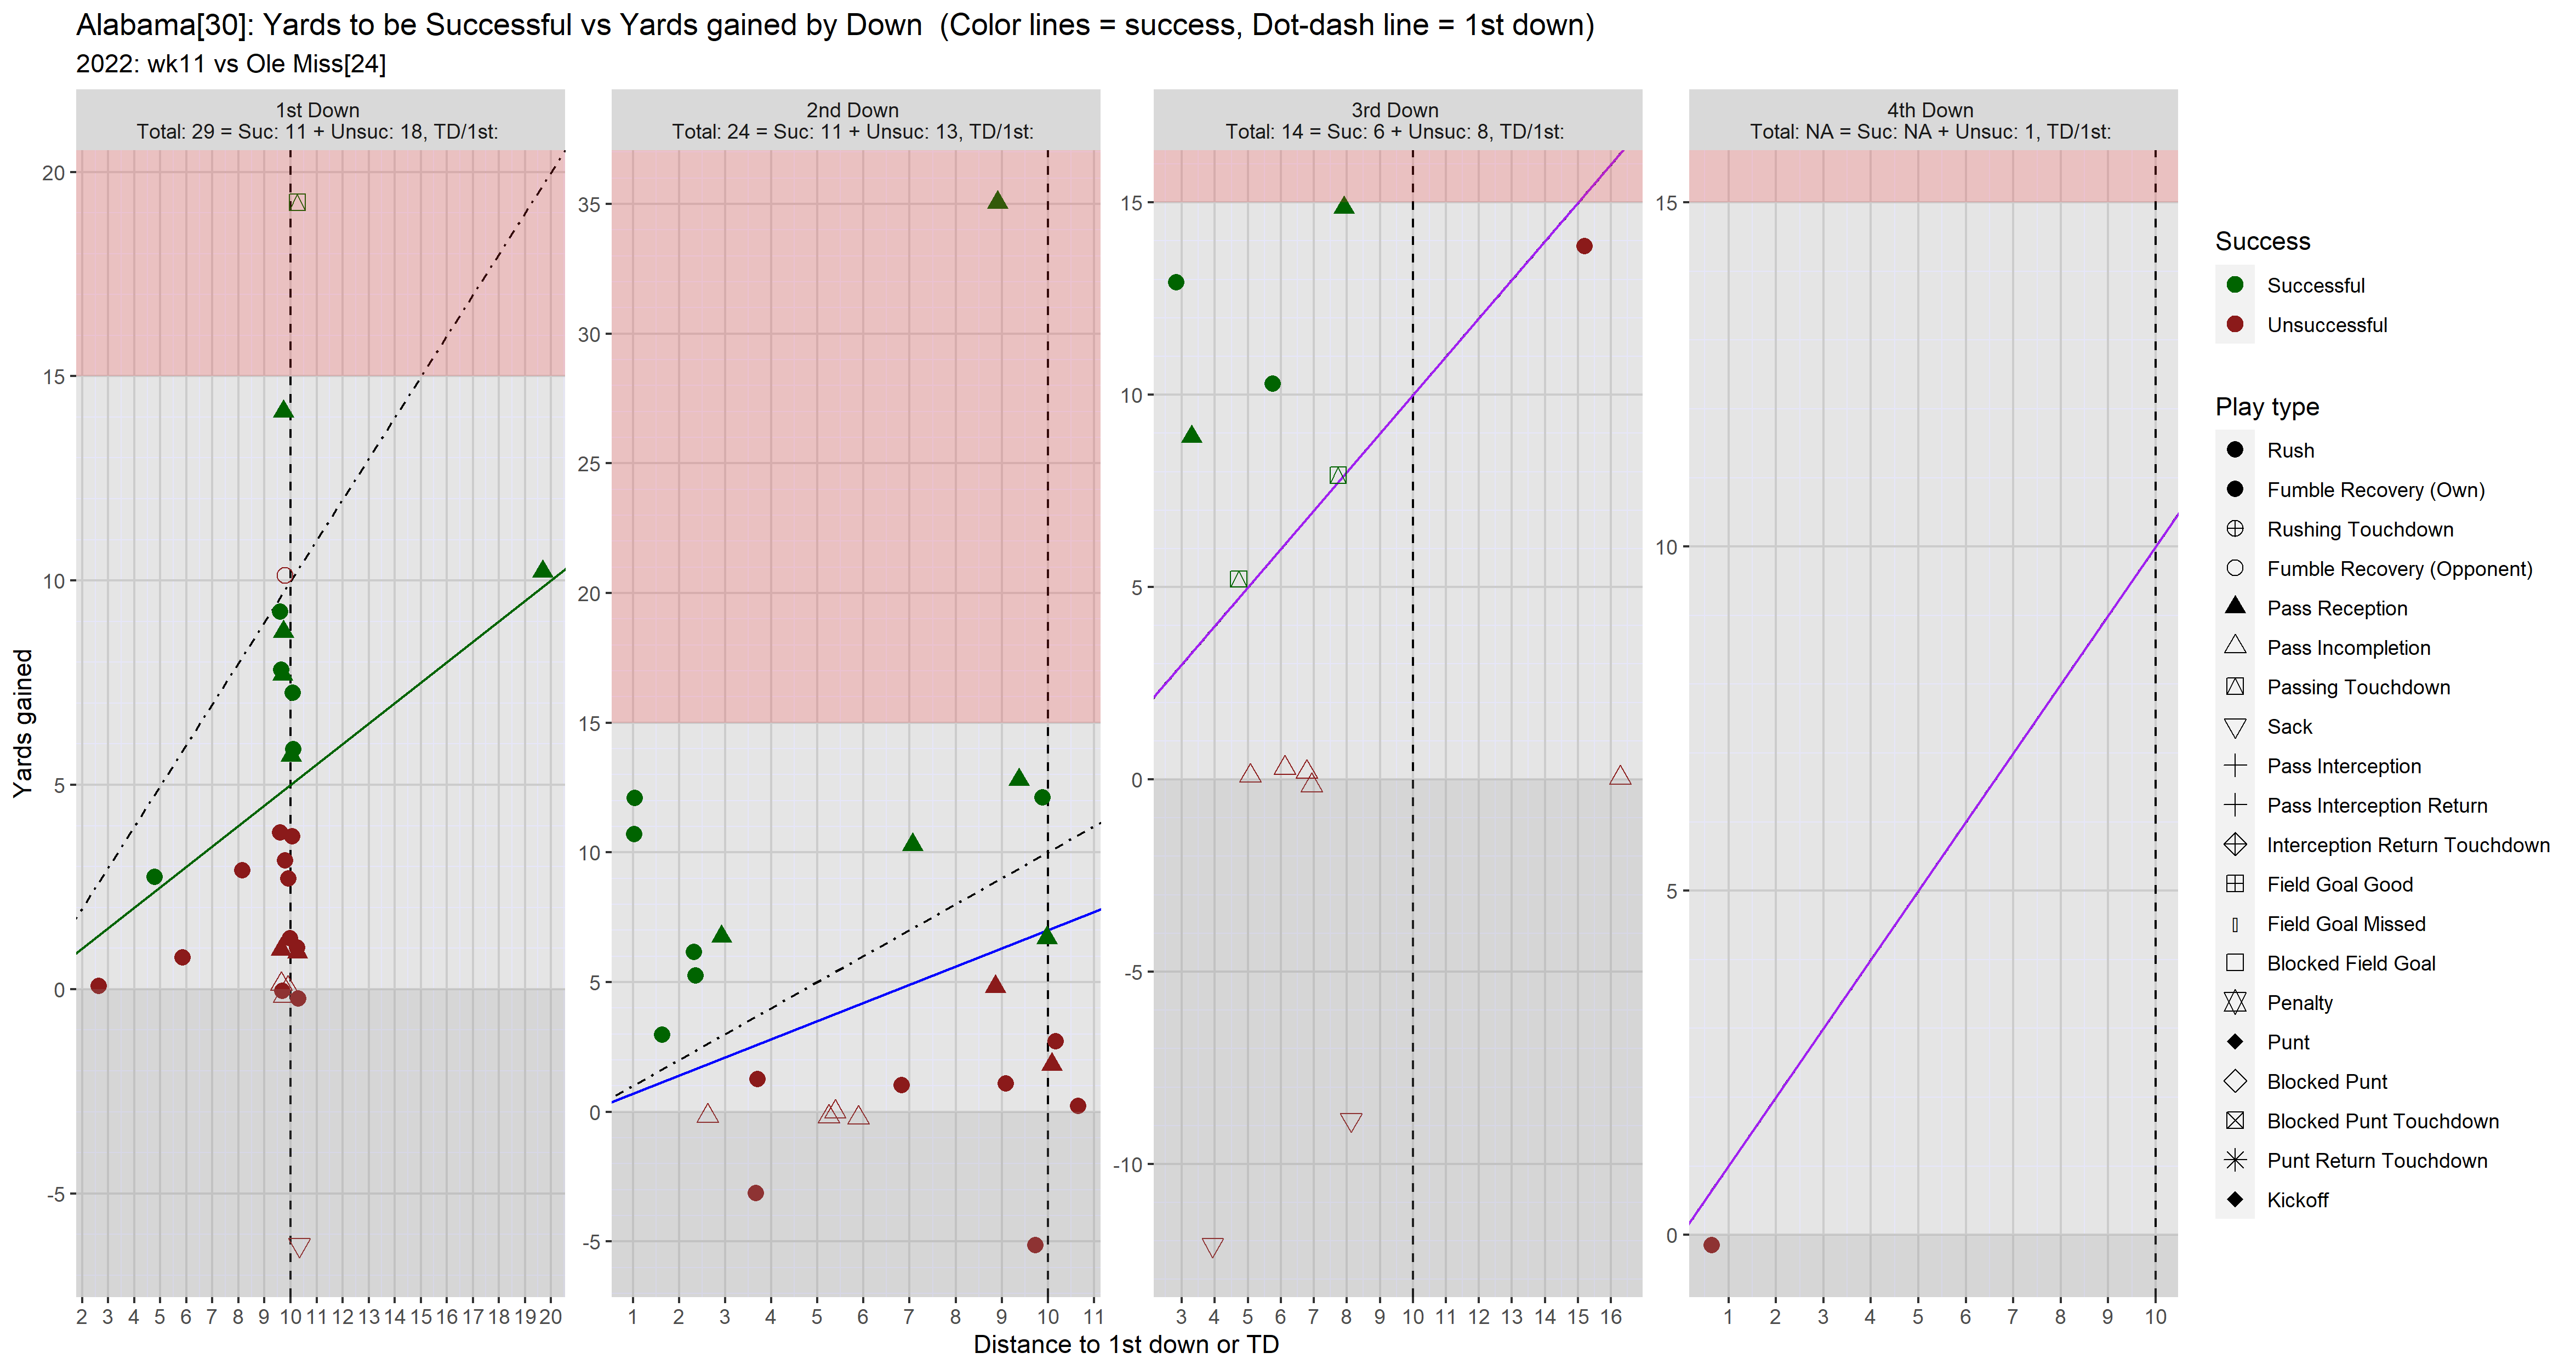 Alabama[30]: Yards to be Successful vs Yards gained by Down  (Color lines = success, Dot-dash line = 1st down)
2022: wk11 vs Ole Miss[24]
1st Down
Total: 29 = Suc: 11 + Unsuc: 18, TD/1st:
2nd Down
Total: 24 = Suc: 11 + Unsuc: 13, TD/1st:
3rd Down
Total: 14 = Suc: 6 + Unsuc: 8, TD/1st:
4th Down
Total: NA = Suc: NA + Unsuc: 1, TD/1st:
Yards gained
20
15
10
5
0
-5
2 3 4 5 6 7 8 9 10 11 12 13 14 15 16 17 18 19 20
35
30
25
20
15
10
5
0
-5
1 2 3 4 5 6 7 8 9 10 11
15
10
5
0
-5
-10
3 4 5 6 7 8 9 10 11 12 13 14 15 16
15
10
5
0
1 2 3 4 5 6 7 8 9 10
Distance to 1st down or TD
Success
Successful
Unsuccessful
Play type
Rush
Fumble Recovery (Own)
Rushing Touchdown
Fumble Recovery (Opponent)
Pass Reception
Pass Incompletion
Passing Touchdown
Sack
Pass Interception
Pass Interception Return
Interception Return Touchdown
Field Goal Good
Field Goal Missed
Blocked Field Goal
Penalty
Punt
Blocked Punt
Blocked Punt Touchdown
Punt Return Touchdown
Kickoff